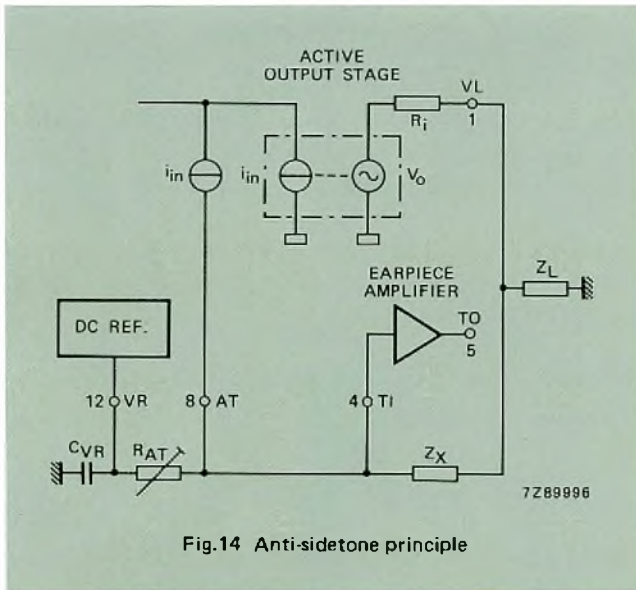 ACTIVE
OUTPUT STAGE
VL
Ri
1
iin
iin
Vo
EARPIECE
AMPLIFIER
ZL
DC REF.
TO
5
12 VR
8 AT
4 TI
CVR
RAT
ZX
7Z89996
Fig.14 Anti-sidetone principle